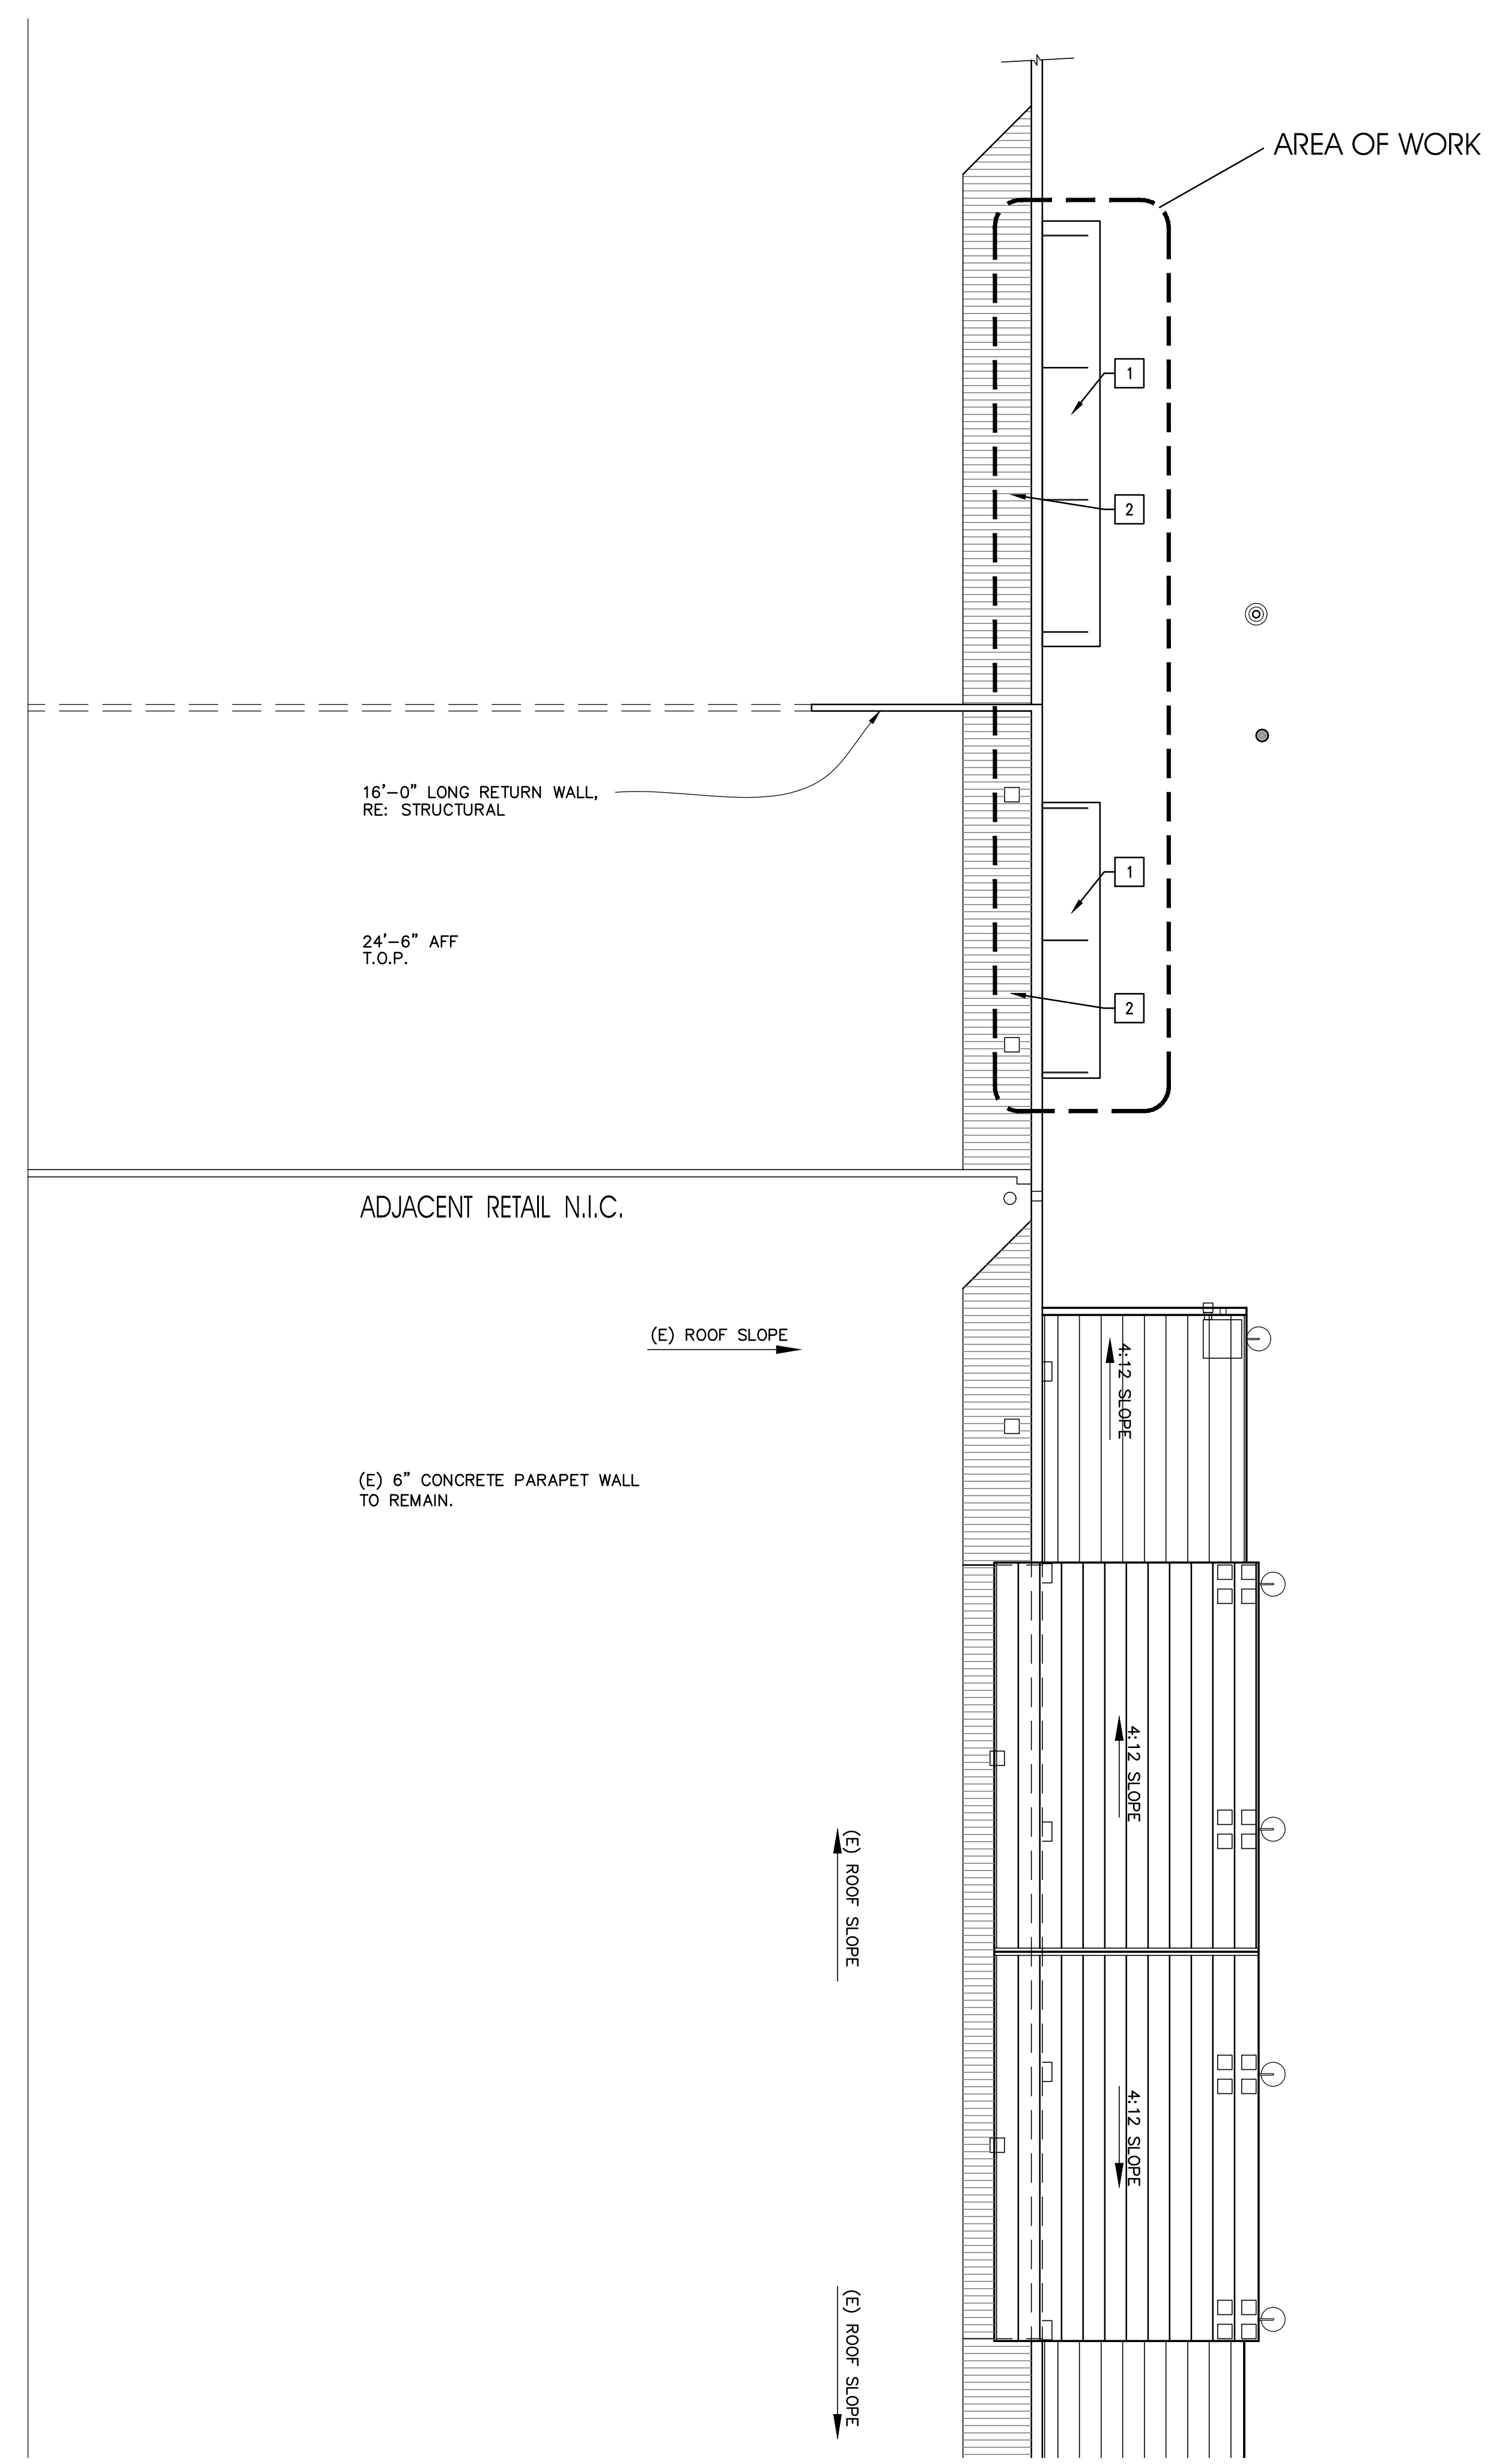 AREA OF WORK
1
2
16'-0" LONG RETURN WALL,
RE: STRUCTURAL
1
24'-6" AFF
T.O.P.
2
ADJACENT RETAIL N.I.C.
(E) ROOF SLOPE
4:12 SLOPE
(E) 6" CONCRETE PARAPET WALL
TO REMAIN.
4:12 SLOPE
(E) ROOF SLOPE
4:12 SLOPE
(E) ROOF SLOPE